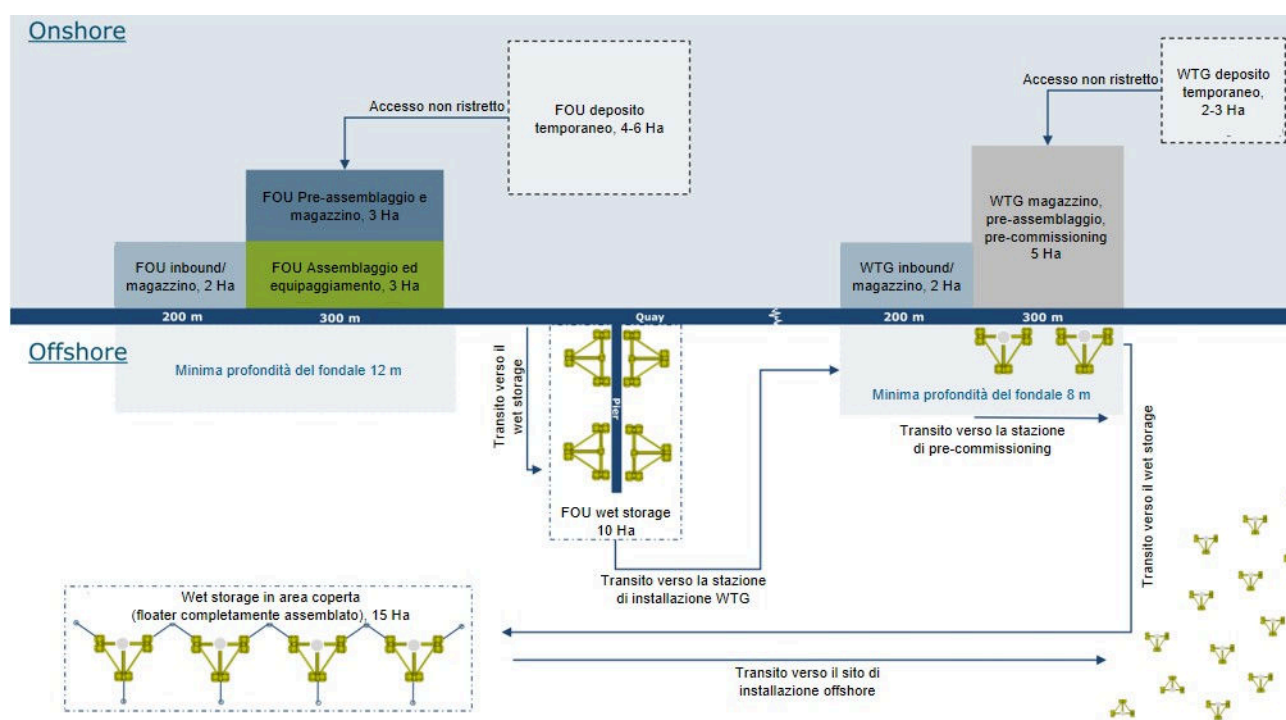 Onshore
Accesso non ristretto
FOU deposito
temporaneo, 4-6 Ha
Accesso non ristretto
WTG deposito
temporaneo,
2-3 Ha
FOU Pre-assemblaggio e
magazzino, 3 Ha
WTG magazzino,
pre-assemblaggio,
pre-commissioning
5 Ha
FOU inbound/
magazzino, 2 Ha
FOU Assemblaggio ed
equipaggiamento, 3 Ha
WTG inbound/
magazzino, 2 Ha
200 m
300 m
Quay
200 m
300 m
Offshore
Minima profondità del fondale 12 m
Transito verso il
wet storage
Pier
Minima profondità del fondale 8 m
Transito verso la stazione
di pre-commissioning
Transito verso il wet storage
FOU wet storage
10 Ha
Transito verso la stazione
di installazione WTG
Wet storage in area coperta
(floater completamente assemblato), 15 Ha
Transito verso il sito di
installazione offshore